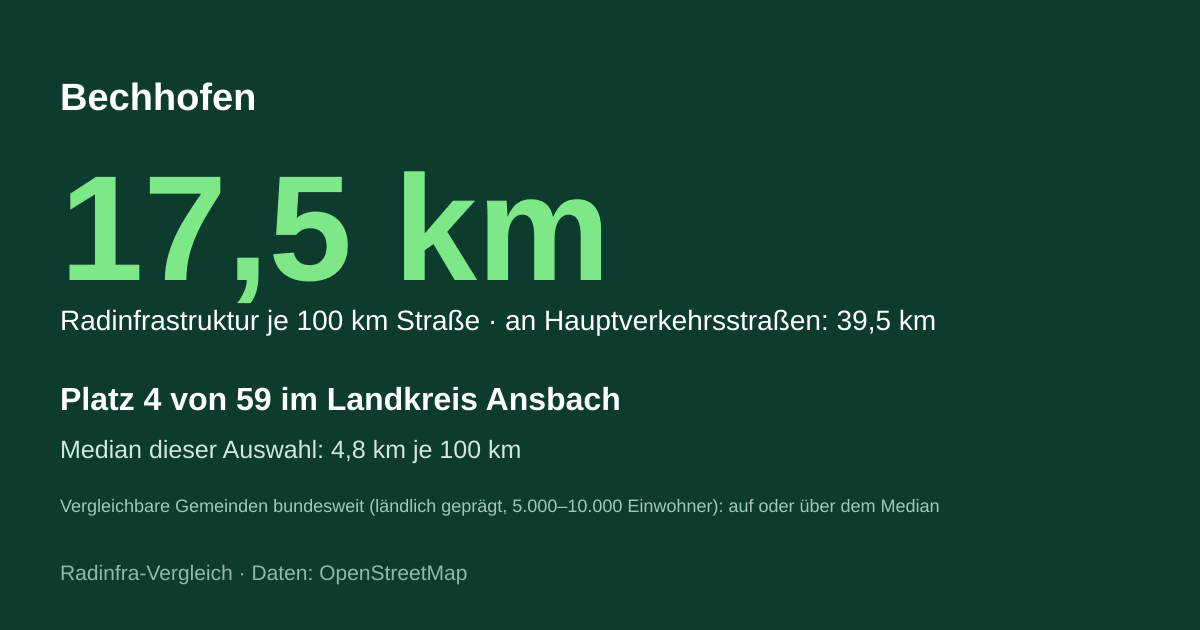 Bechhofen
17,5 km
Radinfrastruktur je 100 km Straße · an Hauptverkehrsstraßen: 39,5 km
Platz 4 von 59 im Landkreis Ansbach
Median dieser Auswahl: 4,8 km je 100 km
Vergleichbare Gemeinden bundesweit (ländlich geprägt, 5.000–10.000 Einwohner): auf oder über dem Median
Radinfra-Vergleich · Daten: OpenStreetMap